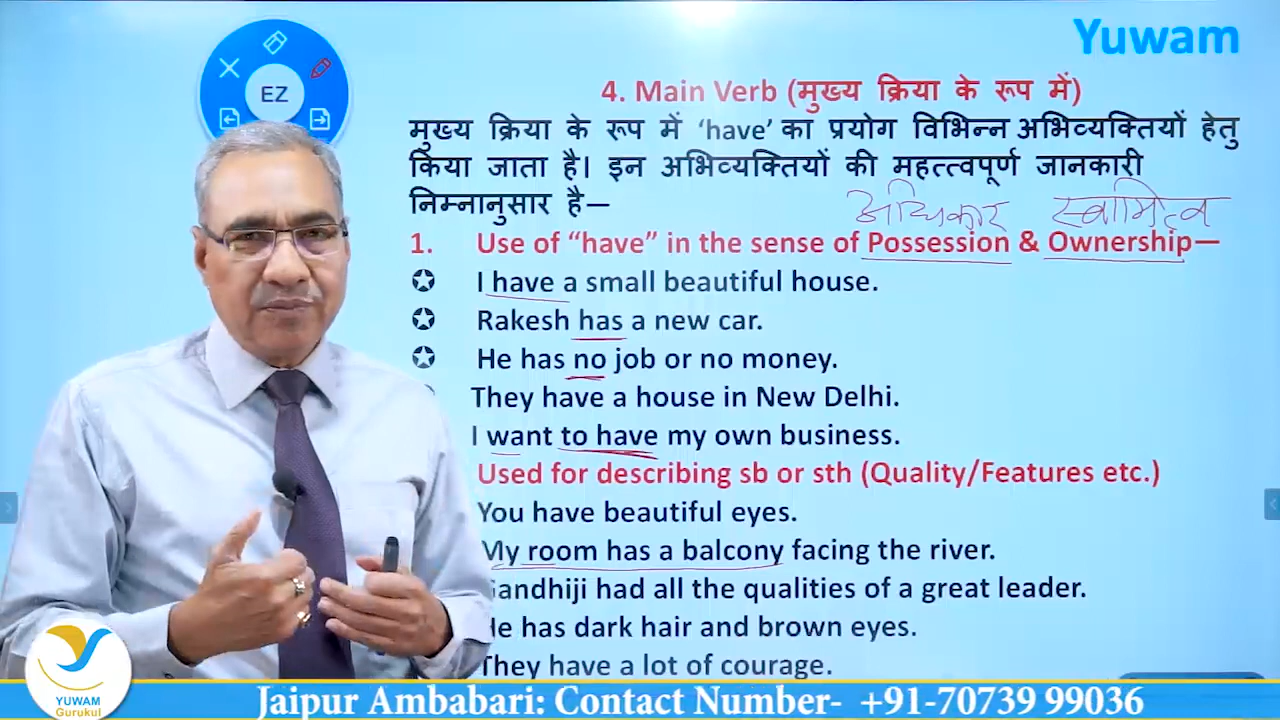 Yuwam
EZ
4. Main Verb (मुख्य क्रिया के रूप में)
मुख्य क्रिया के रूप में ‘have’ का प्रयोग विभिन्न अभिव्यक्तियों हेतु
किया जाता है। इन अभिव्यक्तियों की महत्त्वपूर्ण जानकारी
निम्नानुसार है—
अधिकार स्वामित्व
1. Use of “have” in the sense of Possession & Ownership—
I have a small beautiful house.
Rakesh has a new car.
He has no job or no money.
They have a house in New Delhi.
I want to have my own business.
Used for describing sb or sth (Quality/Features etc.)
You have beautiful eyes.
My room has a balcony facing the river.
Gandhiji had all the qualities of a great leader.
He has dark hair and brown eyes.
They have a lot of courage.
YUWAM
Gurukul
Jaipur Ambabari: Contact Number- +91-70739 99036